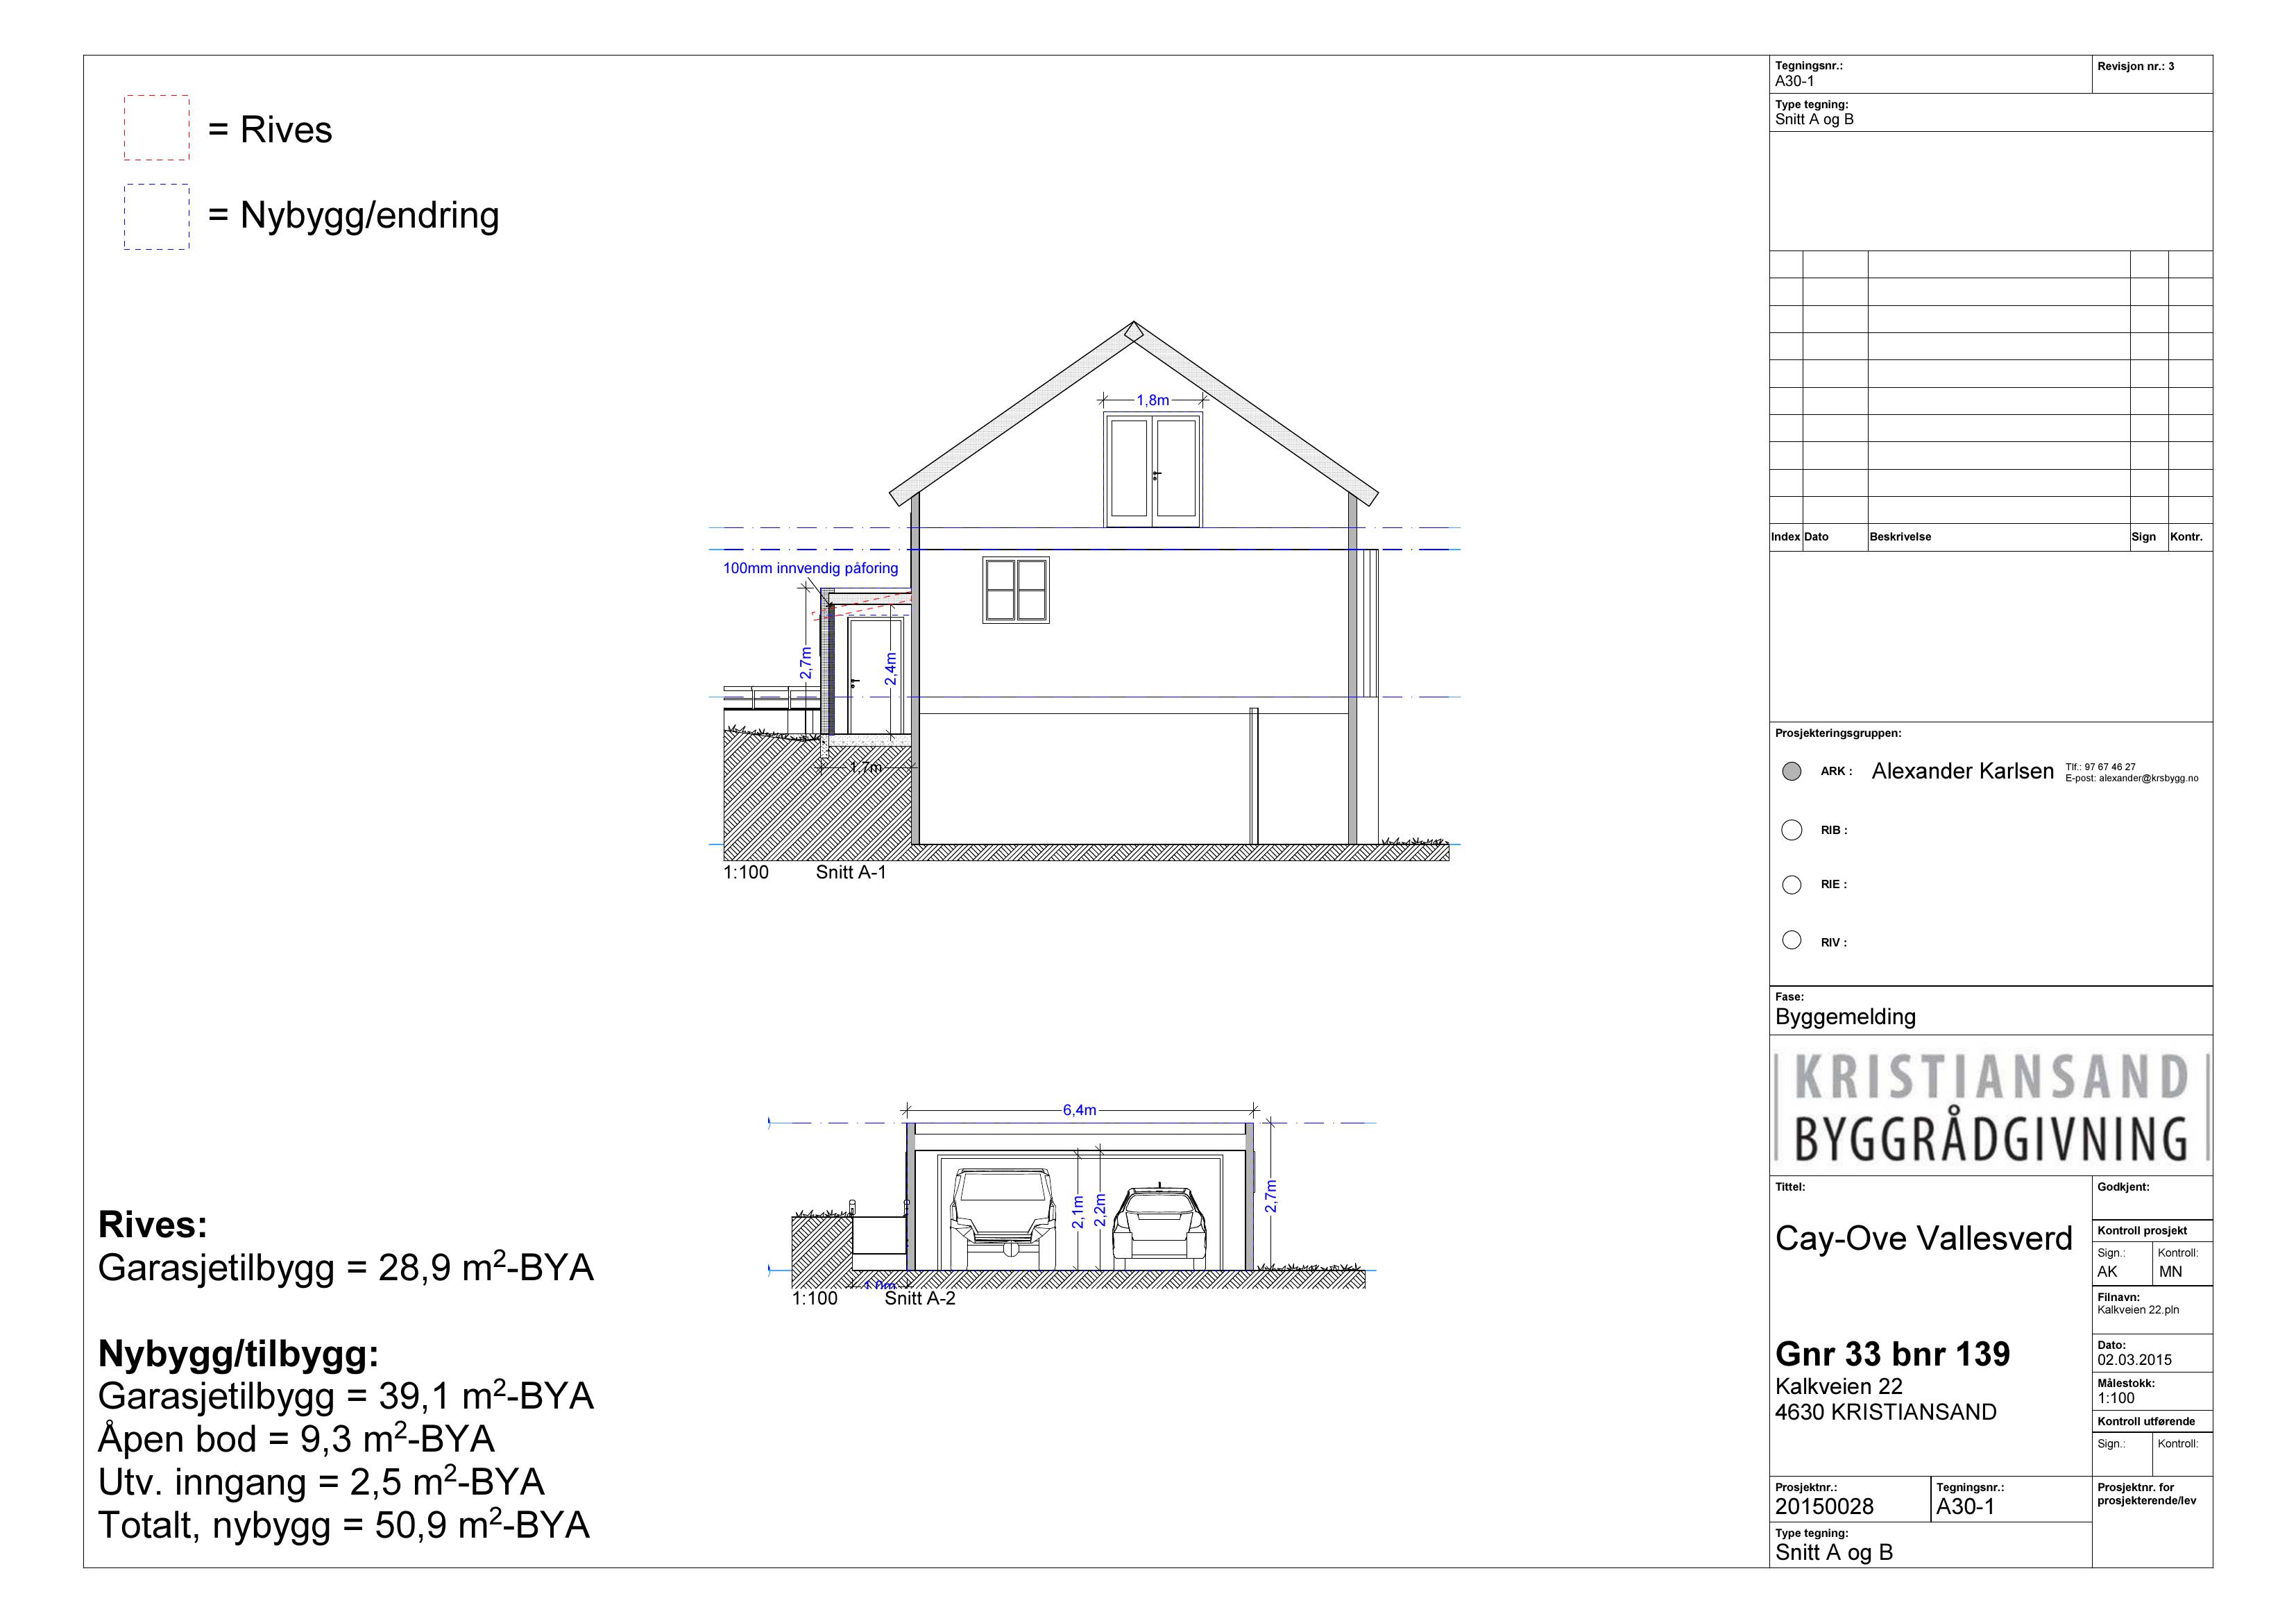 = Rives
= Nybygg/endring
1,8m
100mm innvendig påforing
2,7m
2,4m
1,7m
1:100 Snitt A-1
6,4m
2,1m
2,2m
2,7m
1,0m
1:100 Snitt A-2
Rives:
Garasjetilbygg = 28,9 m²-BYA
Nybygg/tilbygg:
Garasjetilbygg = 39,1 m²-BYA
Åpen bod = 9,3 m²-BYA
Utv. inngang = 2,5 m²-BYA
Totalt, nybygg = 50,9 m²-BYA
Tegningsnr.:
A30-1
Revisjon nr.: 3
Type tegning:
Snitt A og B
Index Dato Beskrivelse Sign Kontr.
Prosjekteringsgruppen:
ARK : Alexander Karlsen
Tlf.: 97 67 46 27
E-post: alexander@krsbygg.no
RIB :
RIE :
RIV :
Fase:
Byggemelding
KRISTIANSAND
BYGGRÅDGIVNING
Tittel:
Cay-Ove Vallesverd
Gnr 33 bnr 139
Kalkveien 22
4630 KRISTIANSAND
Godkjent:
Kontroll prosjekt
Sign.: Kontroll:
AK MN
Filnavn:
Kalkveien 22.pln
Dato:
02.03.2015
Målestokk:
1:100
Kontroll utførende
Sign.: Kontroll:
Prosjektnr.:
20150028
Tegningsnr.:
A30-1
Prosjektnr. for
prosjekterende/lev
Type tegning:
Snitt A og B